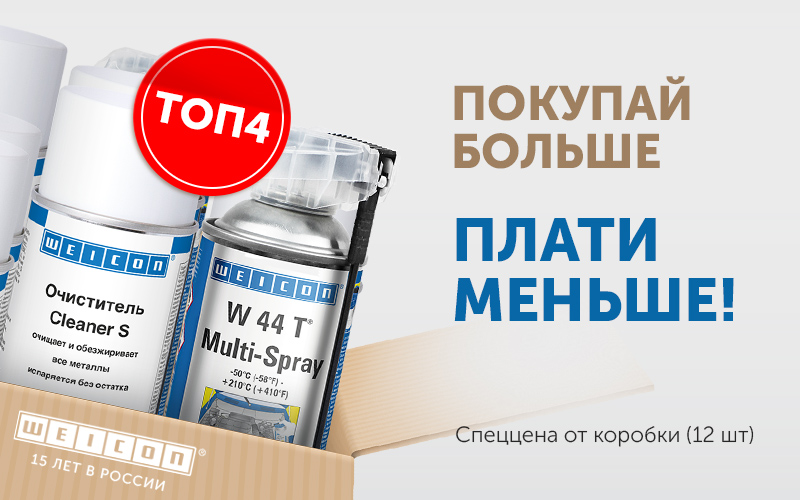 ТОП4
ПОКУПАЙ
БОЛЬШЕ
ПЛАТИ
МЕНЬШЕ!
Спеццена от коробки (12 шт)
WEICON®
Очиститель
Cleaner S
очищает и обезжиривает
все металлы
испаряется без остатка
WEICON
W 44 T®
Multi-Spray
-50°C (-58°F) -
+210°C (+410°F)
WEICON®
15 ЛЕТ В РОССИИ